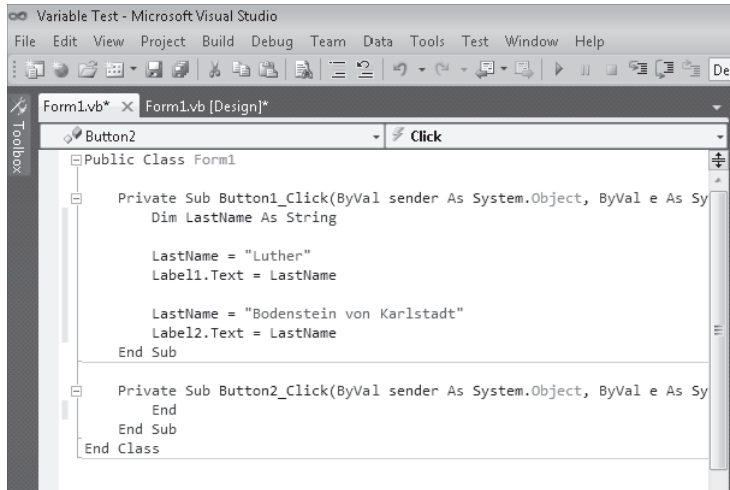 Variable Test - Microsoft Visual Studio
File Edit View Project Build Debug Team Data Tools Test Window Help
De
Toolbox
Form1.vb* Form1.vb [Design]*
Button2 Click
Public Class Form1
Private Sub Button1_Click(ByVal sender As System.Object, ByVal e As Sy
Dim LastName As String
LastName = "Luther"
Label1.Text = LastName
LastName = "Bodenstein von Karlstadt"
Label2.Text = LastName
End Sub
Private Sub Button2_Click(ByVal sender As System.Object, ByVal e As Sy
End
End Sub
End Class